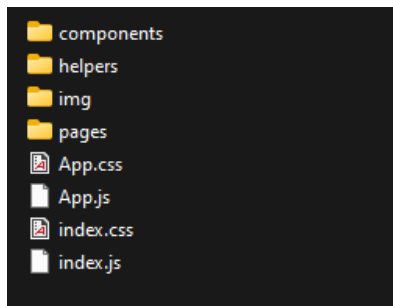 components
helpers
img
pages
App.css
App.js
index.css
index.js